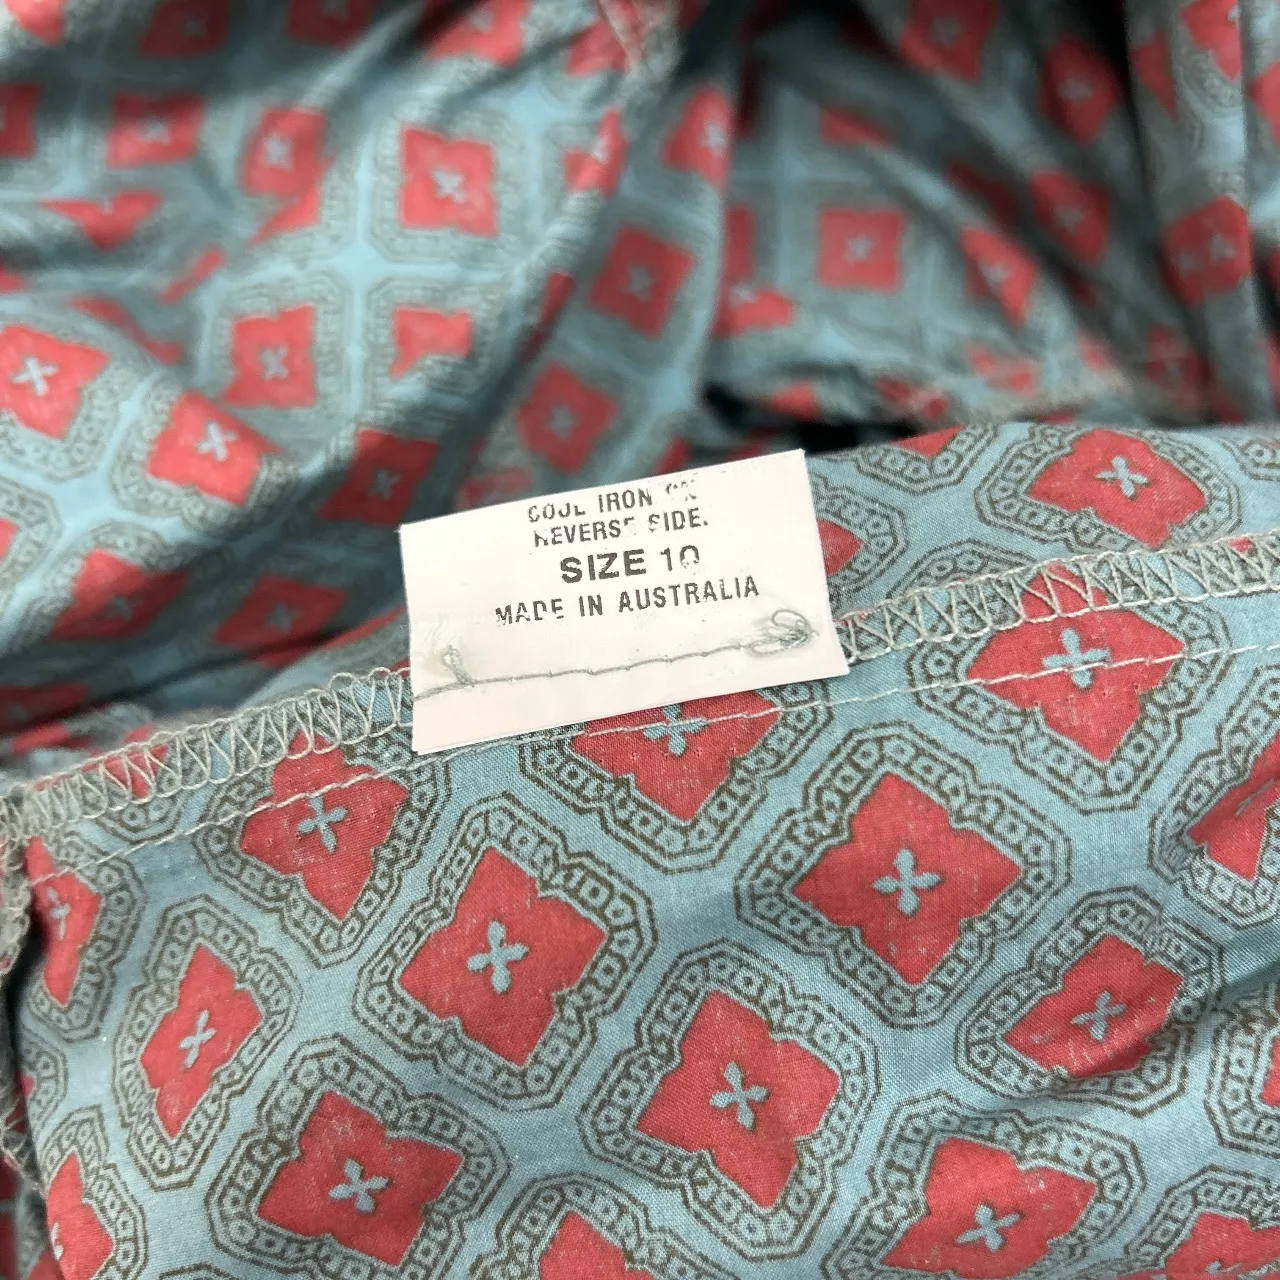 COOL IRON ON
REVERSE SIDE.
SIZE 10
MADE IN AUSTRALIA